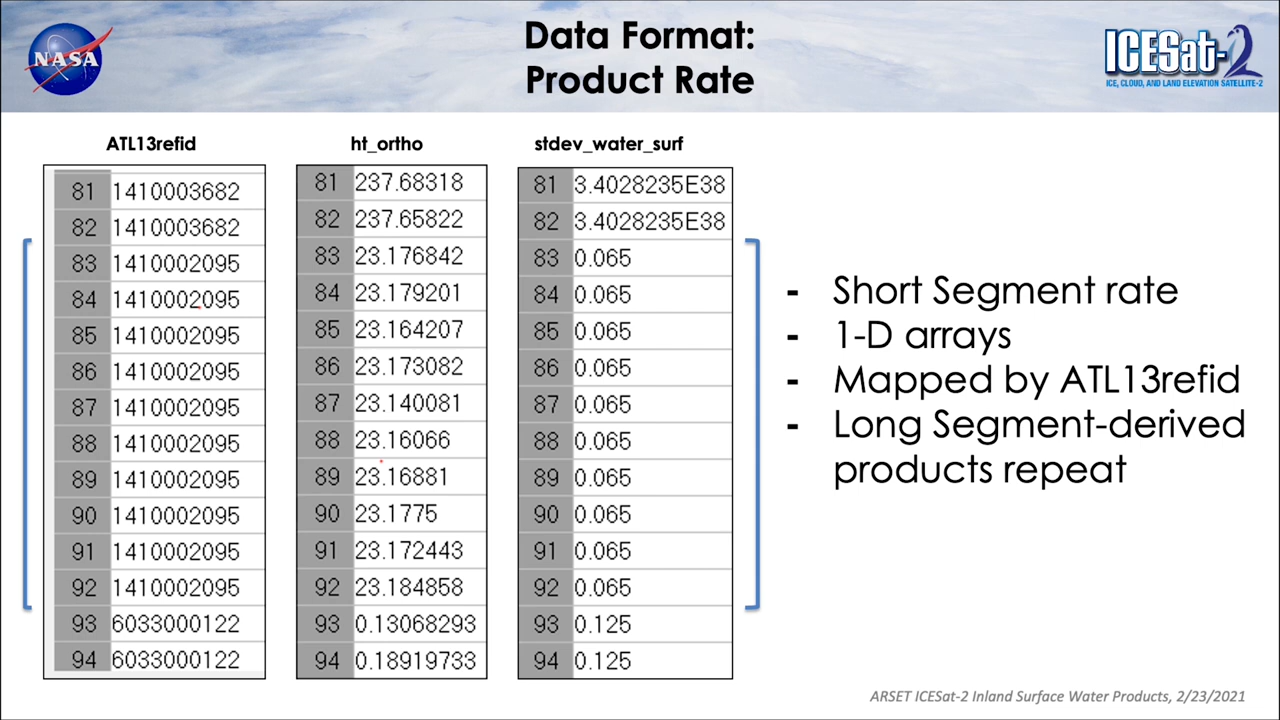 NASA
Data Format:
Product Rate
ICESat-2
ICE, CLOUD, AND LAND ELEVATION SATELLITE-2
ATL13refid
81 1410003682
82 1410003682
83 1410002095
84 1410002095
85 1410002095
86 1410002095
87 1410002095
88 1410002095
89 1410002095
90 1410002095
91 1410002095
92 1410002095
93 6033000122
94 6033000122
ht_ortho
81 237.68318
82 237.65822
83 23.176842
84 23.179201
85 23.164207
86 23.173082
87 23.140081
88 23.16066
89 23.16881
90 23.1775
91 23.172443
92 23.184858
93 0.13068293
94 0.18919733
stdev_water_surf
81 3.4028235E38
82 3.4028235E38
83 0.065
84 0.065
85 0.065
86 0.065
87 0.065
88 0.065
89 0.065
90 0.065
91 0.065
92 0.065
93 0.125
94 0.125
- Short Segment rate
- 1-D arrays
- Mapped by ATL13refid
- Long Segment-derived
products repeat
ARSET ICESat-2 Inland Surface Water Products, 2/23/2021